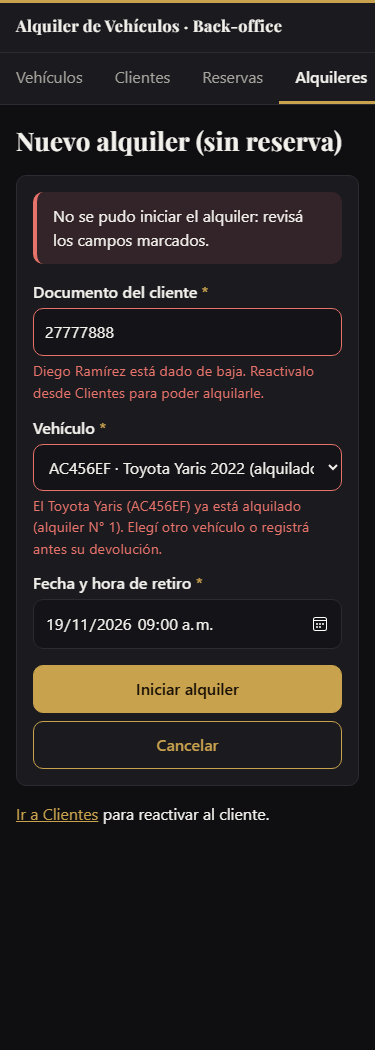 Alquiler de Vehículos · Back-office
Vehículos Clientes Reservas Alquileres
Nuevo alquiler (sin reserva)
No se pudo iniciar el alquiler: revisá
los campos marcados.
Documento del cliente *
27777888
Diego Ramírez está dado de baja. Reactivalo
desde Clientes para poder alquilarle.
Vehículo *
AC456EF · Toyota Yaris 2022 (alquilado
El Toyota Yaris (AC456EF) ya está alquilado
(alquiler N° 1). Elegí otro vehículo o registrá
antes su devolución.
Fecha y hora de retiro *
19/11/2026 09:00 a.m.
Iniciar alquiler
Cancelar
Ir a Clientes para reactivar al cliente.